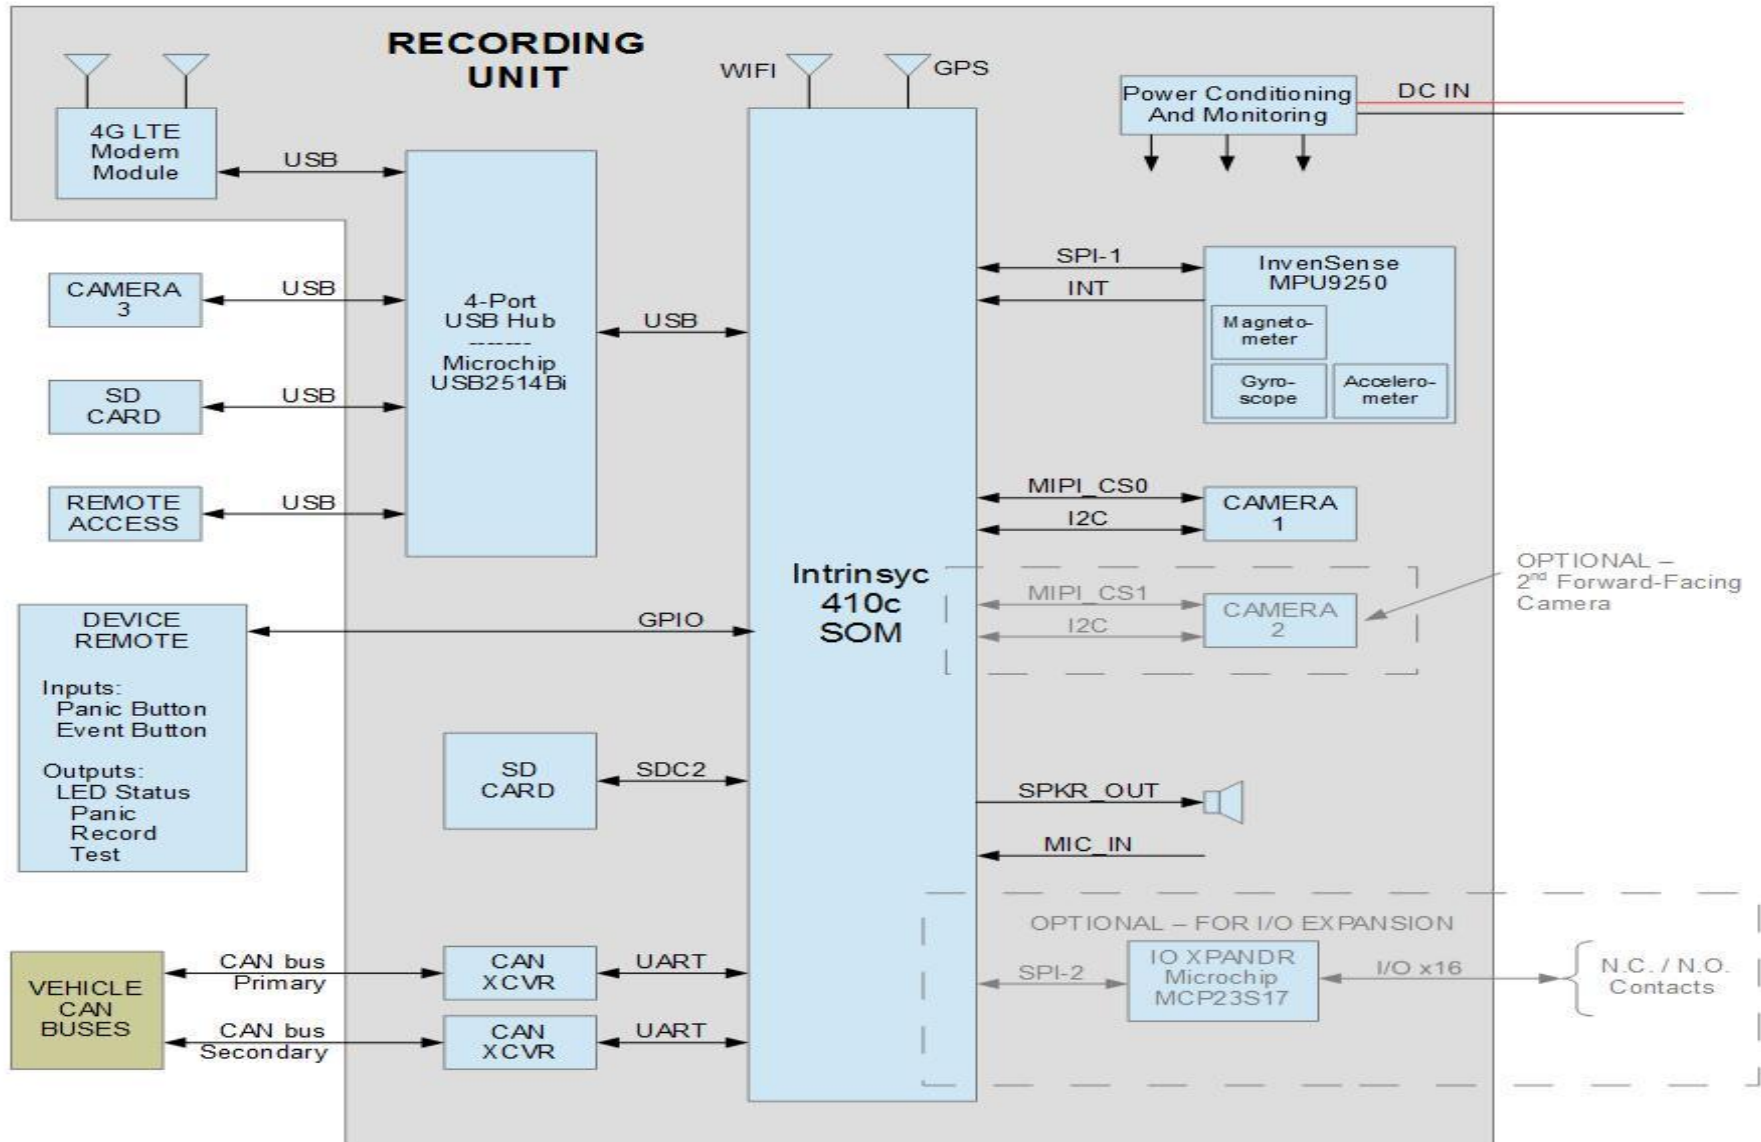 RECORDING
UNIT
WIFI
GPS
4G LTE
Modem
Module
USB
Power Conditioning
And Monitoring
DC IN
CAMERA
3
USB
SD
CARD
USB
REMOTE
ACCESS
USB
4-Port
USB Hub
-------
Microchip
USB2514Bi
USB
SPI-1
INT
InvenSense
MPU9250
Magneto-
meter
Gyro-
scope
Accelero-
meter
MIPI_CS0
I2C
CAMERA
1
MIPI_CS1
I2C
CAMERA
2
OPTIONAL –
2nd Forward-Facing
Camera
Intrinsyc
410c
SOM
DEVICE
REMOTE
Inputs:
Panic Button
Event Button
Outputs:
LED Status
Panic
Record
Test
GPIO
SD
CARD
SDC2
SPKR_OUT
MIC_IN
VEHICLE
CAN
BUSES
CAN bus
Primary
CAN
XCVR
UART
CAN bus
Secondary
CAN
XCVR
UART
OPTIONAL – FOR I/O EXPANSION
SPI-2
IO XPANDR
Microchip
MCP23S17
I/O x16
N.C. / N.O.
Contacts